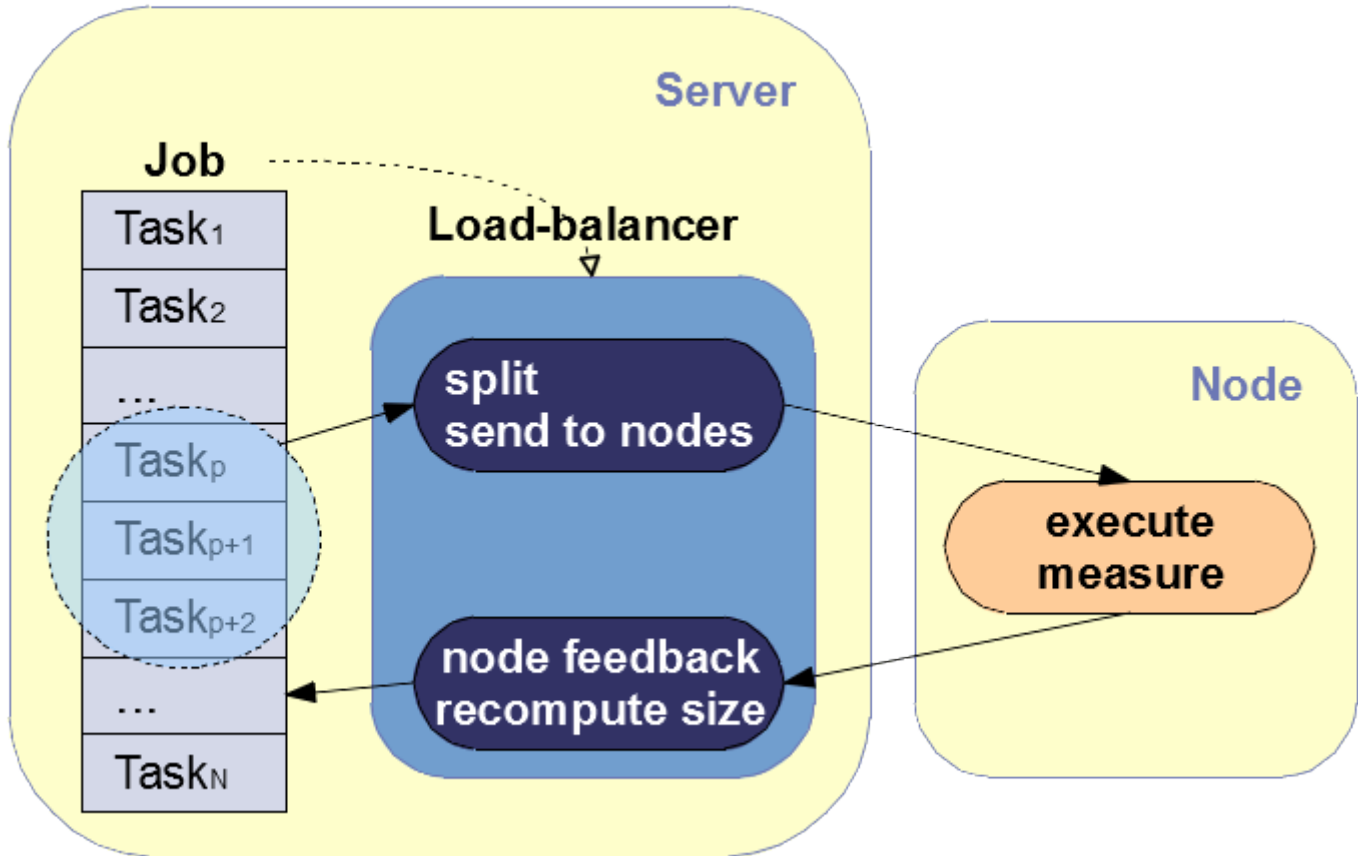 Server
Job
Load-balancer
Task₁
Task₂
...
Taskₚ
Taskₚ₊₁
Taskₚ₊₂
...
Task_N
split
send to nodes
node feedback
recompute size
Node
execute
measure